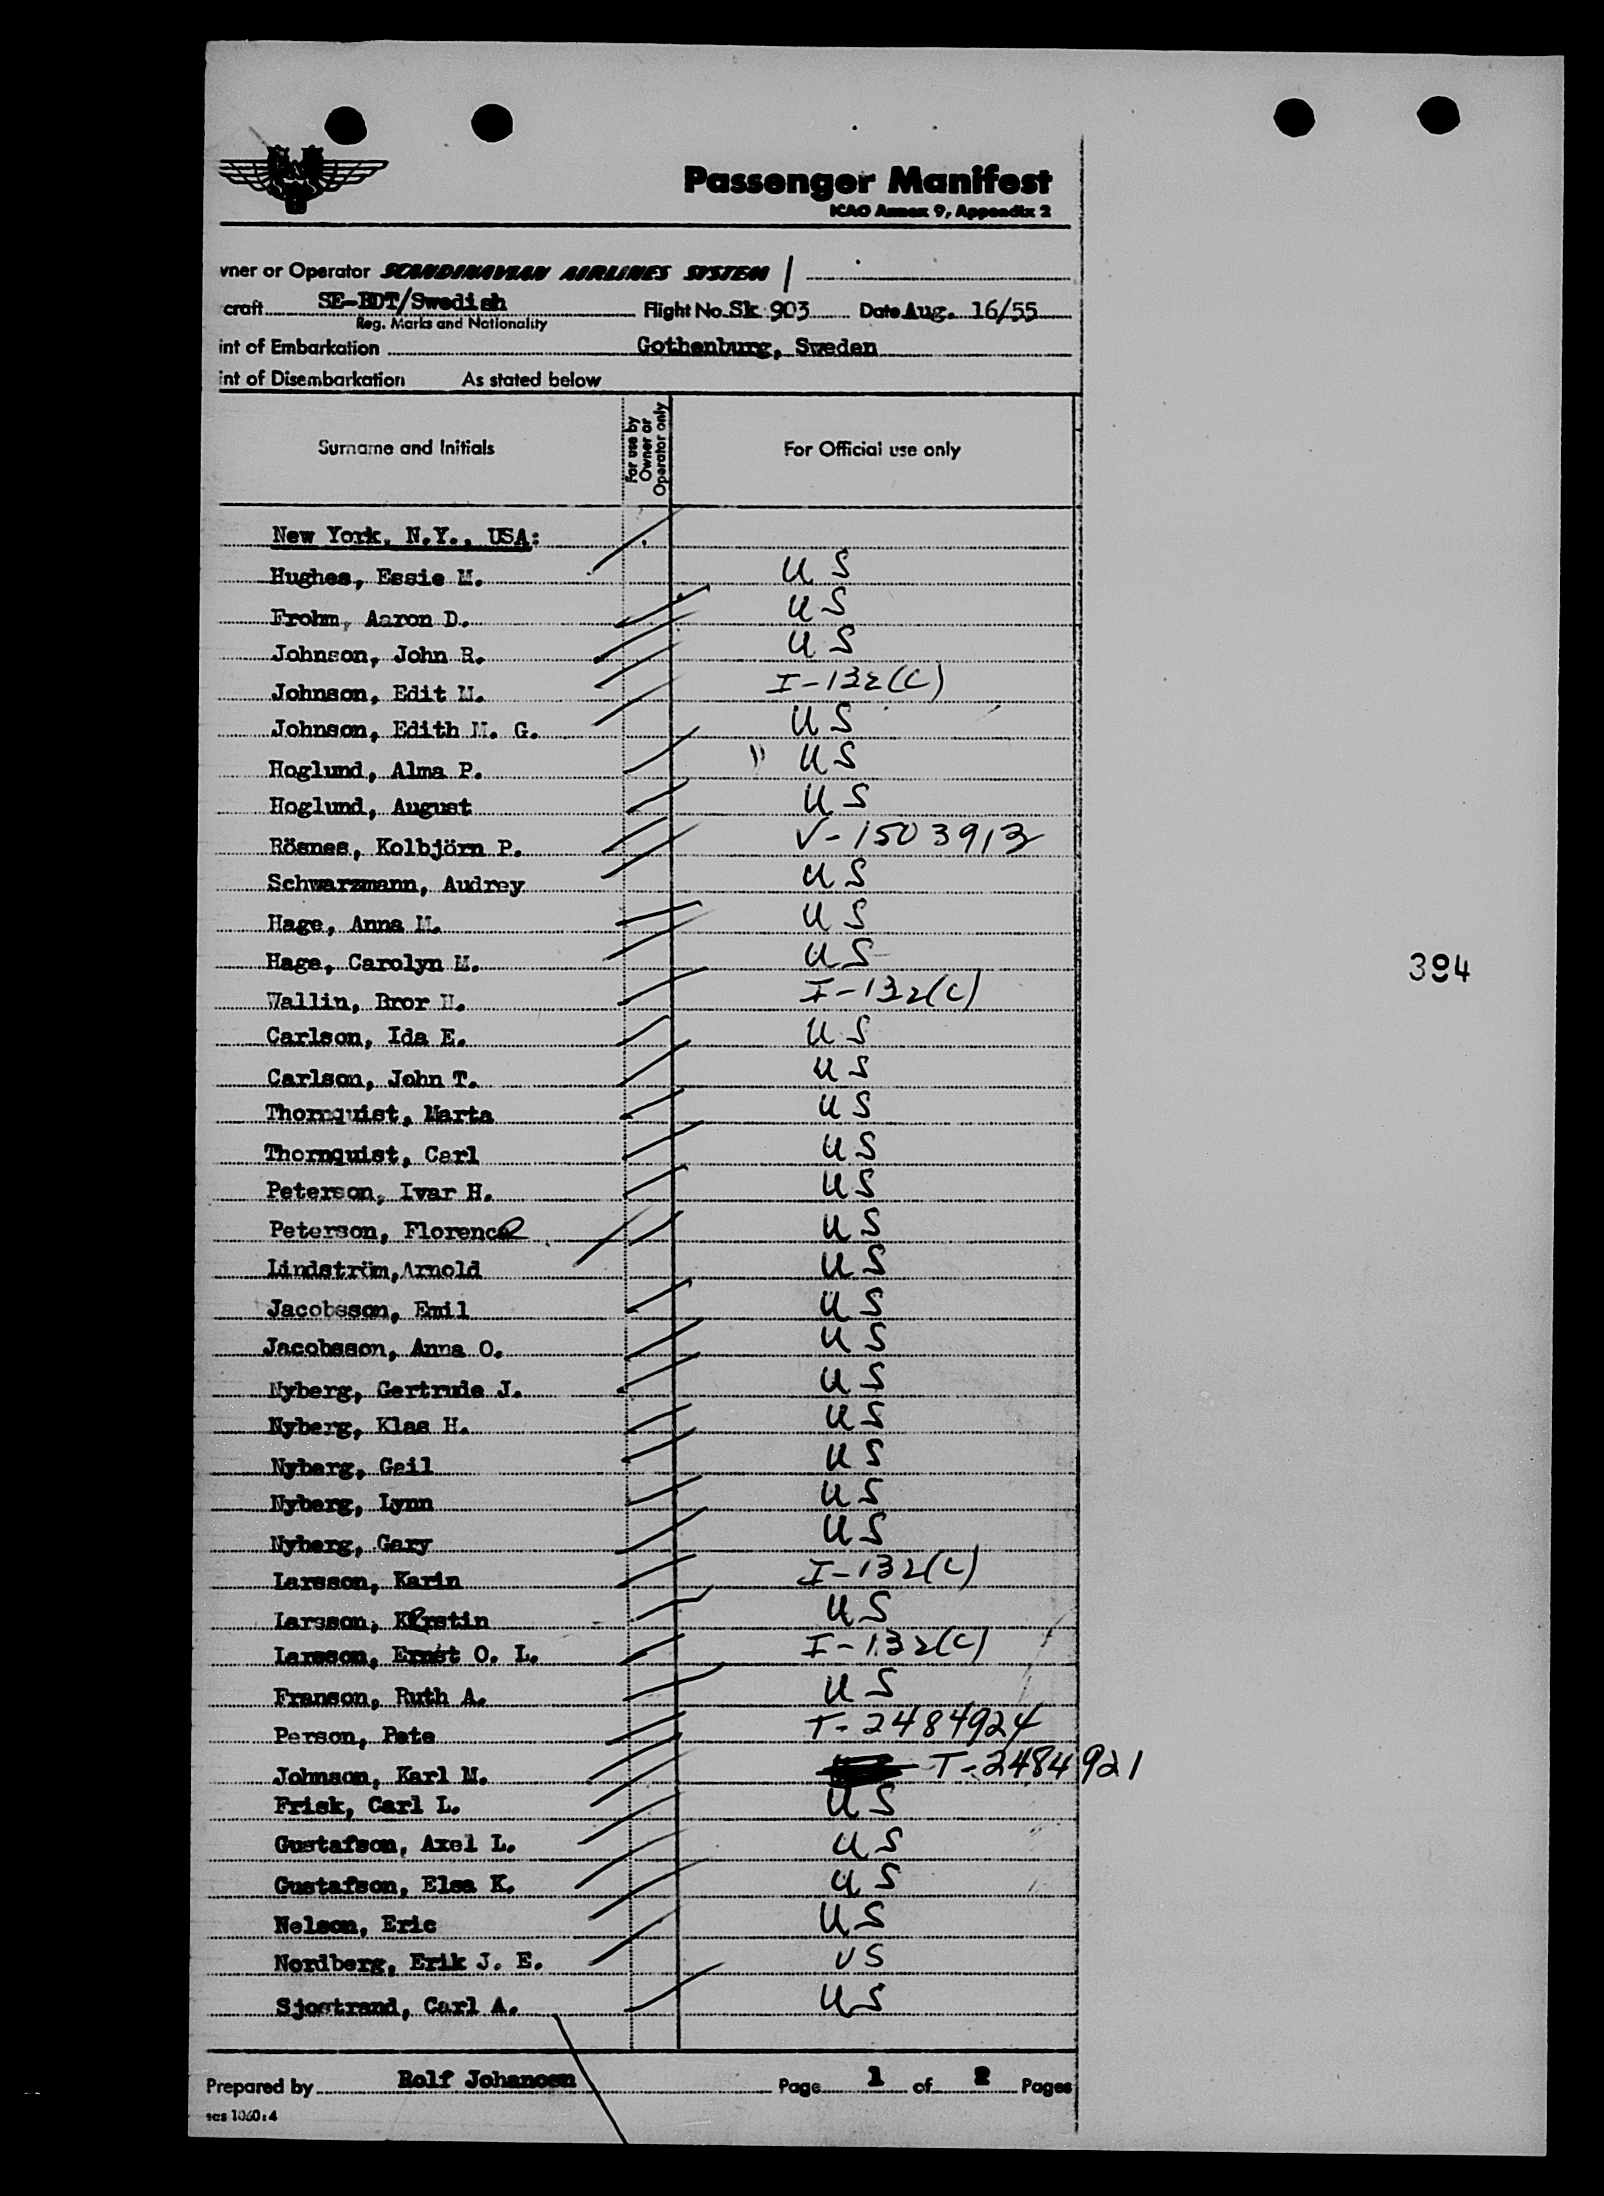 Passenger Manifest
ICAO Annex 9, Appendix 2
vner or Operator SCANDINAVIAN AIRLINES SYSTEM /
craft SE-BDT/Swedish Flight No. Sk 903 Date Aug. 16/55
Reg. Marks and Nationality
int of Embarkation Gothenburg, Sweden
int of Disembarkation As stated below
Surname and Initials For use by Owner or Operator only For Official use only
New York, N.Y., USA:
Hughes, Essie M. US
Frohm, Aaron D. US
Johnson, John R. US
Johnson, Edit M. I-132(C)
Johnson, Edith M. G. US
Hoglund, Alma P. " US
Hoglund, August US
Rösnes, Kolbjörn P. V-1503913
Schwarzmann, Audrey US
Hage, Anna M. US
Hage, Carolyn M. US
384
Wallin, Bror H. I-132(C)
Carlson, Ida E. US
Carlson, John T. US
Thornquist, Marta US
Thornquist, Carl US
Peterson, Ivar H. US
Peterson, Florence US
Lindström, Arnold US
Jacobsson, Emil US
Jacobsson, Anna O. US
Nyberg, Gertrude J. US
Nyberg, Klas H. US
Nyberg, Gail US
Nyberg, Lynn US
Nyberg, Gary US
Larsson, Karin I-132(C)
Larsson, Kerstin US
Larsson, Ernst O. L. I-132(C)
Franson, Ruth A. US
Person, Pete T-2484924
Johnson, Karl M. T-2484921
Frisk, Carl L. US
Gustafson, Axel L. US
Gustafson, Elsa K. US
Nelson, Eric US
Nordberg, Erik J. E. US
Sjostrand, Carl A. US
Prepared by Rolf Johansen Page 1 of 2 Pages
scs 1060:4